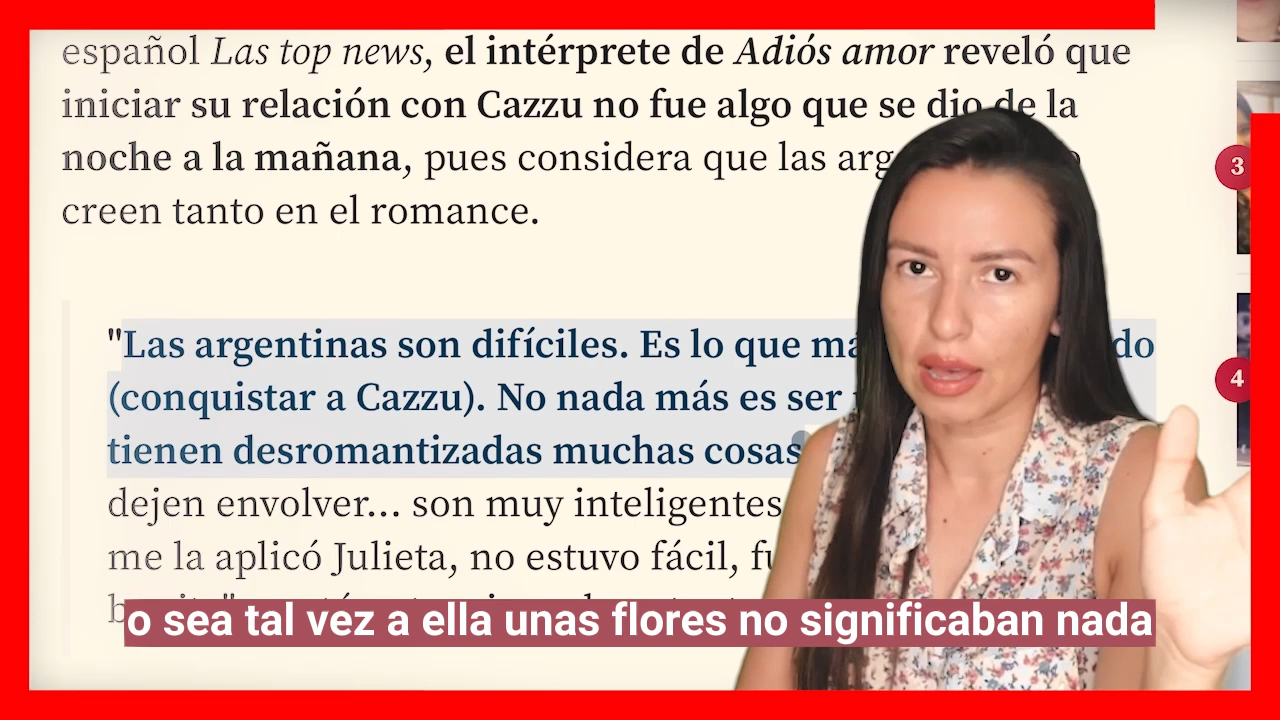 español Las top news, el intérprete de Adiós amor reveló que
iniciar su relación con Cazzu no fue algo que se dio de la
noche a la mañana, pues considera que las
creen tanto en el romance.
"Las argentinas son difíciles. Es lo que
(conquistar a Cazzu). No nada más es ser
tienen desromantizadas muchas cosas
dejen envolver... son muy inteligentes
me la aplicó Julieta, no estuvo fácil,
o sea tal vez a ella unas flores no significaban nada
3
4